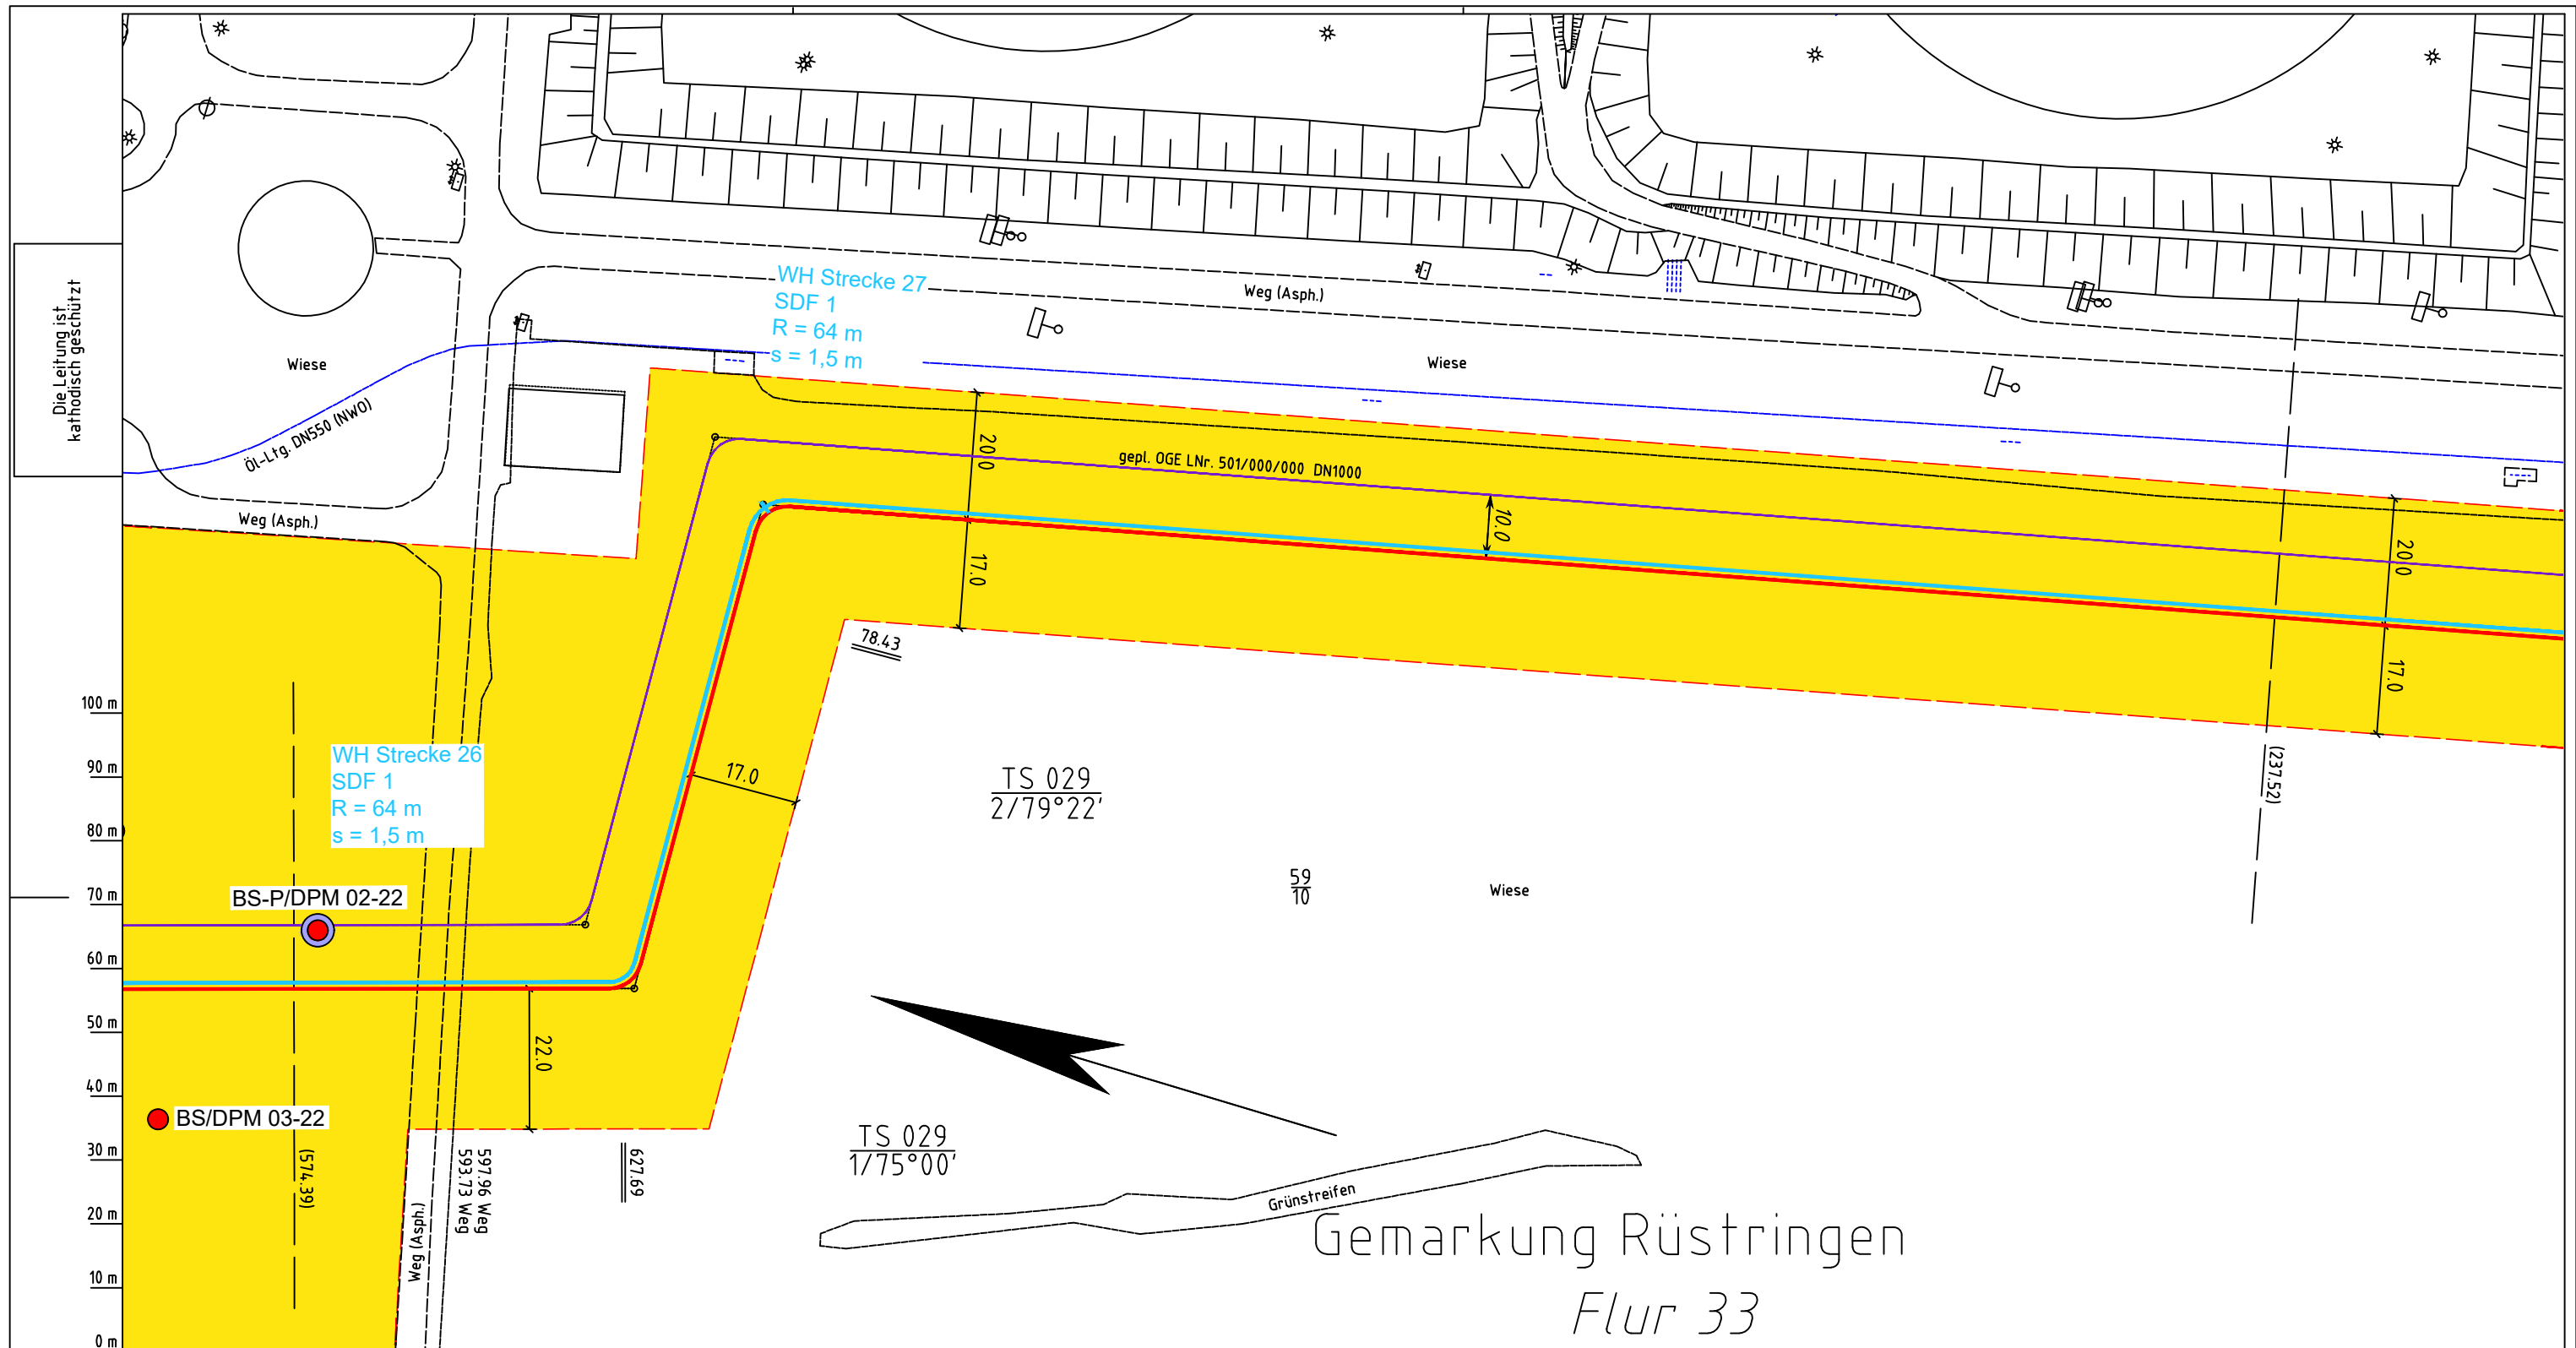 Die Leitung ist
kathodisch geschützt
WH Strecke 27
SDF 1
R = 64 m
s = 1,5 m
Weg (Asph.)
Wiese
Wiese
Öl-Ltg. DN550 (NWO)
Weg (Asph.)
20.0
gepl. OGE LNr. 501/000/000 DN1000
10.0
17.0
20.0
17.0
78.43
100 m
90 m
80 m
70 m
60 m
50 m
40 m
30 m
20 m
10 m
0 m
WH Strecke 26
SDF 1
R = 64 m
s = 1,5 m
17.0
TS 029
2/79°22'
(237.52)
59
10
Wiese
BS-P/DPM 02-22
22.0
BS/DPM 03-22
(574.39)
597.96 Weg
593.73 Weg
627.69
Weg (Asph.)
TS 029
1/75°00'
Grünstreifen
Gemarkung Rüstringen
Flur 33